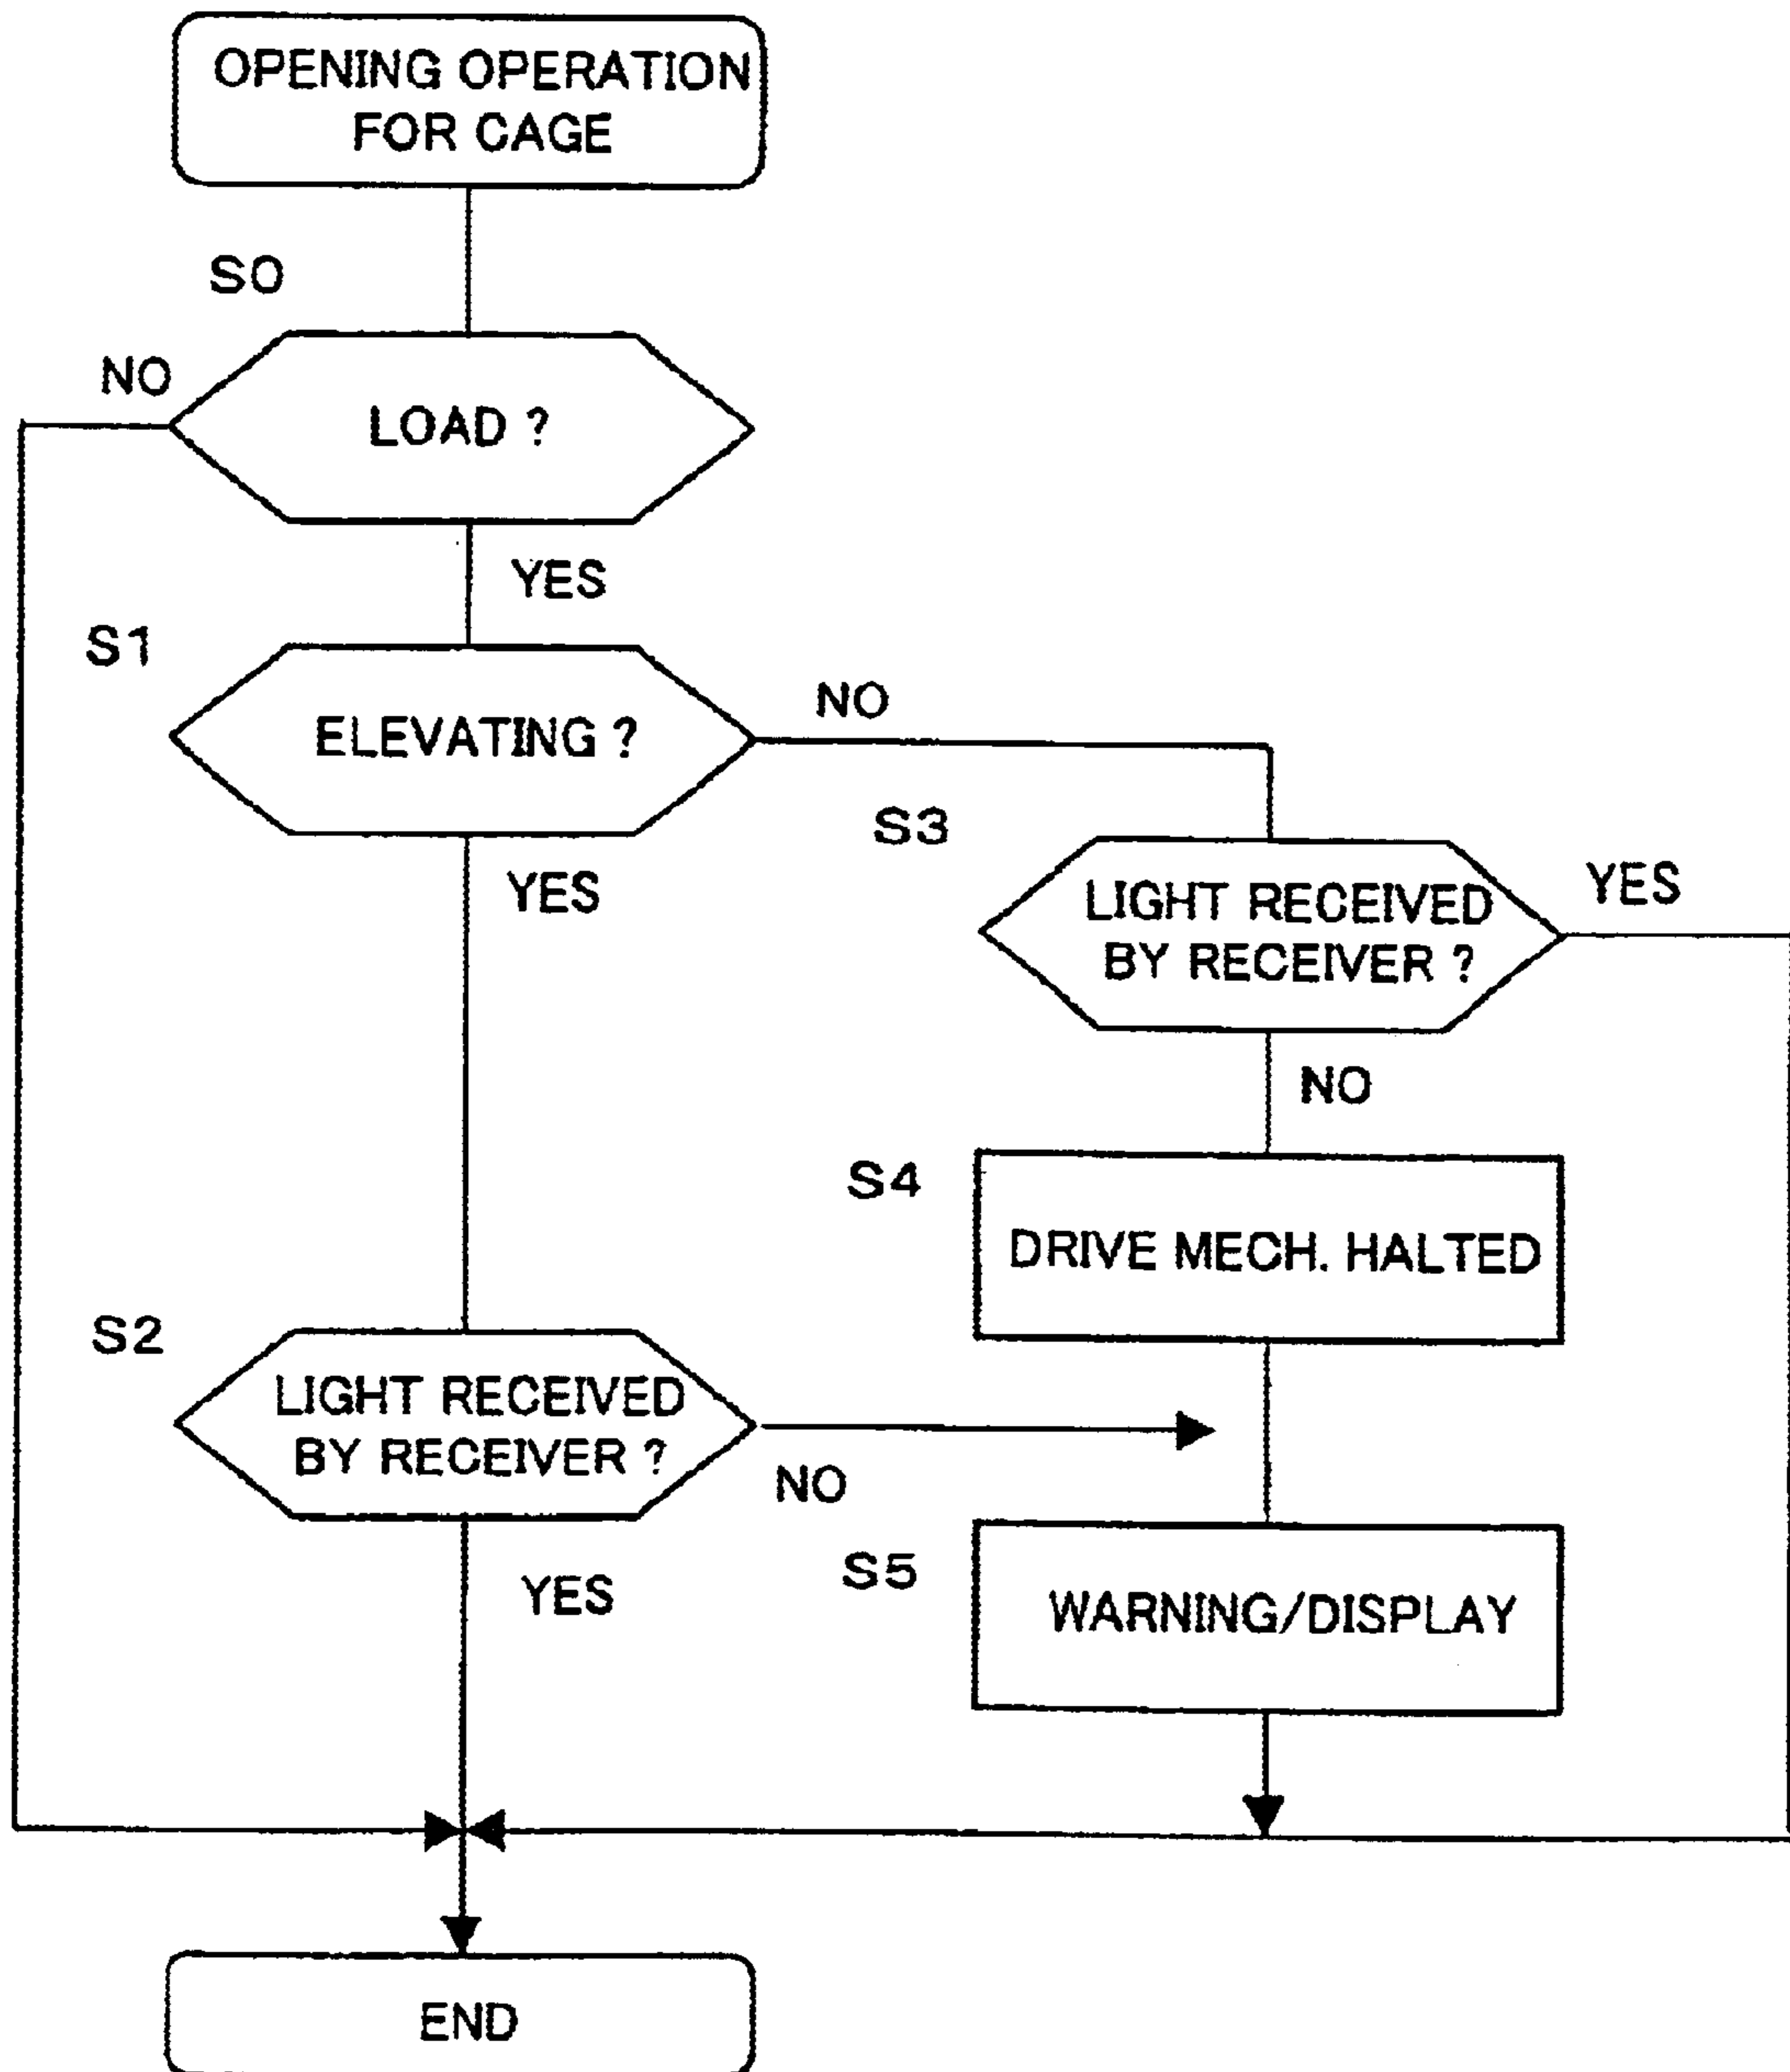 OPENING OPERATION
FOR CAGE
S0
NO
LOAD ?
YES
S1
ELEVATING ?
NO
YES
S3
LIGHT RECEIVED
BY RECEIVER ?
YES
NO
S4
DRIVE MECH. HALTED
S2
LIGHT RECEIVED
BY RECEIVER ?
NO
YES
S5
WARNING/DISPLAY
END